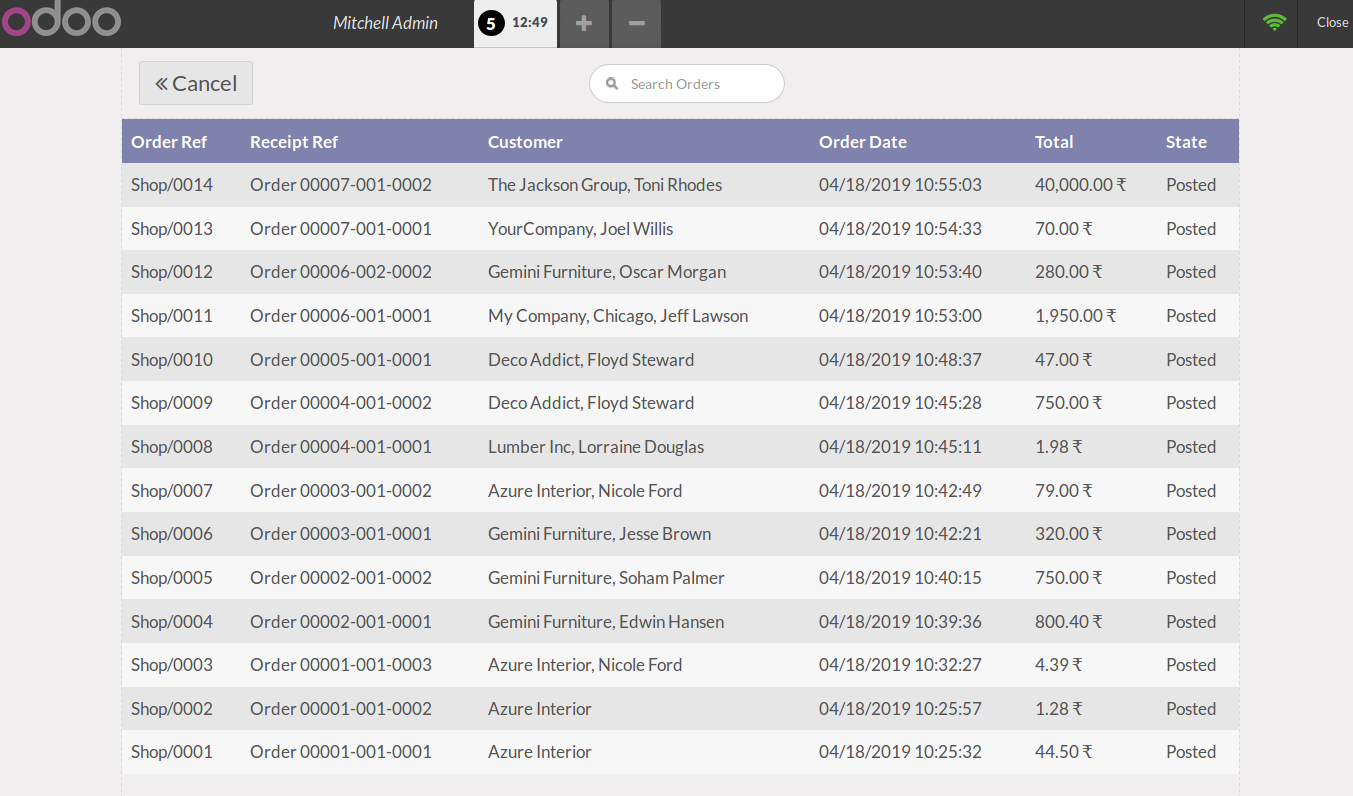 odoo Mitchell Admin 5 12:49 + − Close
« Cancel Search Orders
Order Ref Receipt Ref Customer Order Date Total State
Shop/0014 Order 00007-001-0002 The Jackson Group, Toni Rhodes 04/18/2019 10:55:03 40,000.00 ₹ Posted
Shop/0013 Order 00007-001-0001 YourCompany, Joel Willis 04/18/2019 10:54:33 70.00 ₹ Posted
Shop/0012 Order 00006-002-0002 Gemini Furniture, Oscar Morgan 04/18/2019 10:53:40 280.00 ₹ Posted
Shop/0011 Order 00006-001-0001 My Company, Chicago, Jeff Lawson 04/18/2019 10:53:00 1,950.00 ₹ Posted
Shop/0010 Order 00005-001-0001 Deco Addict, Floyd Steward 04/18/2019 10:48:37 47.00 ₹ Posted
Shop/0009 Order 00004-001-0002 Deco Addict, Floyd Steward 04/18/2019 10:45:28 750.00 ₹ Posted
Shop/0008 Order 00004-001-0001 Lumber Inc, Lorraine Douglas 04/18/2019 10:45:11 1.98 ₹ Posted
Shop/0007 Order 00003-001-0002 Azure Interior, Nicole Ford 04/18/2019 10:42:49 79.00 ₹ Posted
Shop/0006 Order 00003-001-0001 Gemini Furniture, Jesse Brown 04/18/2019 10:42:21 320.00 ₹ Posted
Shop/0005 Order 00002-001-0002 Gemini Furniture, Soham Palmer 04/18/2019 10:40:15 750.00 ₹ Posted
Shop/0004 Order 00002-001-0001 Gemini Furniture, Edwin Hansen 04/18/2019 10:39:36 800.40 ₹ Posted
Shop/0003 Order 00001-001-0003 Azure Interior, Nicole Ford 04/18/2019 10:32:27 4.39 ₹ Posted
Shop/0002 Order 00001-001-0002 Azure Interior 04/18/2019 10:25:57 1.28 ₹ Posted
Shop/0001 Order 00001-001-0001 Azure Interior 04/18/2019 10:25:32 44.50 ₹ Posted